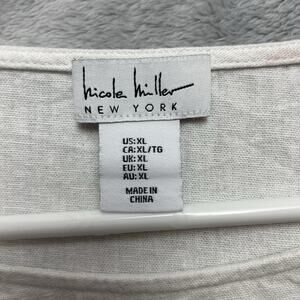 nicole miller
NEW YORK
US:XL
CA:XL/TG
UK:XL
EU:XL
AU:XL
MADE IN
CHINA